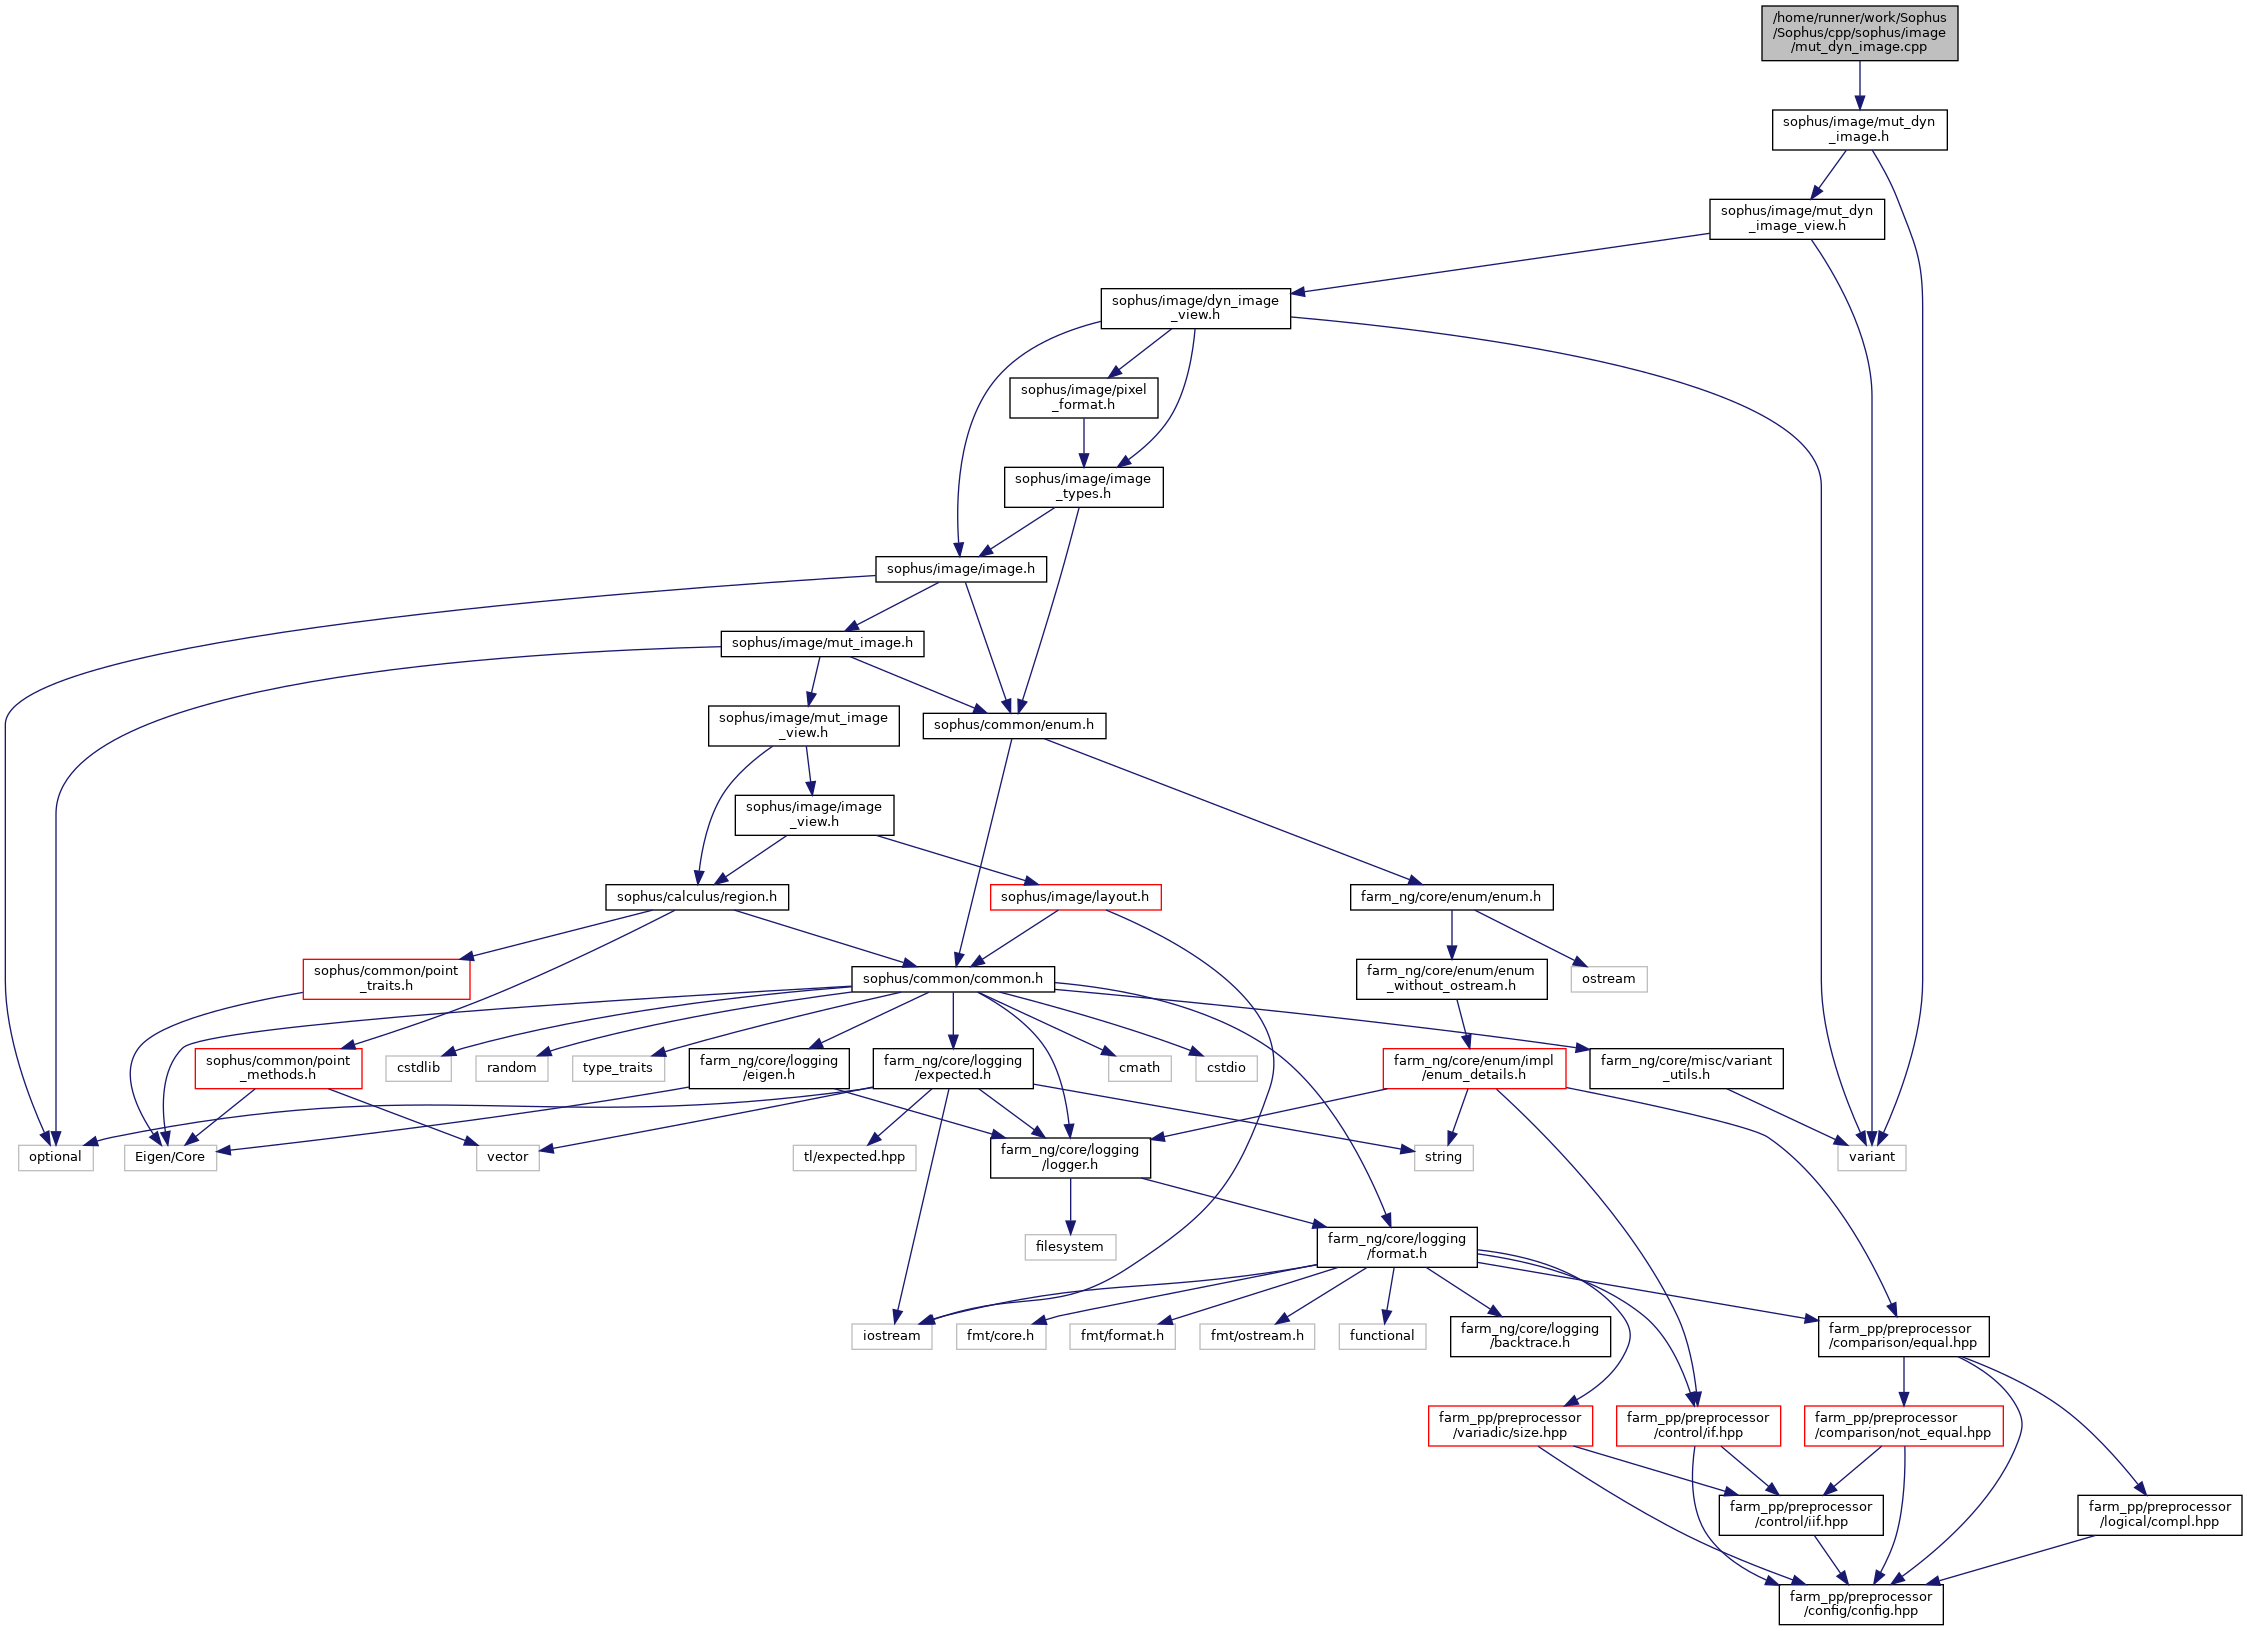 /home/runner/work/Sophus
/Sophus/cpp/sophus/image
/mut_dyn_image.cpp
sophus/image/mut_dyn
_image.h
sophus/image/mut_dyn
_image_view.h
sophus/image/dyn_image
_view.h
sophus/image/pixel
_format.h
sophus/image/image
_types.h
sophus/image/image.h
sophus/image/mut_image.h
sophus/image/mut_image
_view.h
sophus/common/enum.h
sophus/image/image
_view.h
sophus/calculus/region.h
sophus/image/layout.h
farm_ng/core/enum/enum.h
sophus/common/point
_traits.h
sophus/common/common.h
farm_ng/core/enum/enum
_without_ostream.h
ostream
sophus/common/point
_methods.h
cstdlib
random
type_traits
farm_ng/core/logging
/eigen.h
farm_ng/core/logging
/expected.h
cmath
cstdio
farm_ng/core/enum/impl
/enum_details.h
farm_ng/core/misc/variant
_utils.h
optional
Eigen/Core
vector
tl/expected.hpp
farm_ng/core/logging
/logger.h
string
variant
filesystem
farm_ng/core/logging
/format.h
iostream
fmt/core.h
fmt/format.h
fmt/ostream.h
functional
farm_ng/core/logging
/backtrace.h
farm_pp/preprocessor
/comparison/equal.hpp
farm_pp/preprocessor
/variadic/size.hpp
farm_pp/preprocessor
/control/if.hpp
farm_pp/preprocessor
/comparison/not_equal.hpp
farm_pp/preprocessor
/control/iif.hpp
farm_pp/preprocessor
/logical/compl.hpp
farm_pp/preprocessor
/config/config.hpp